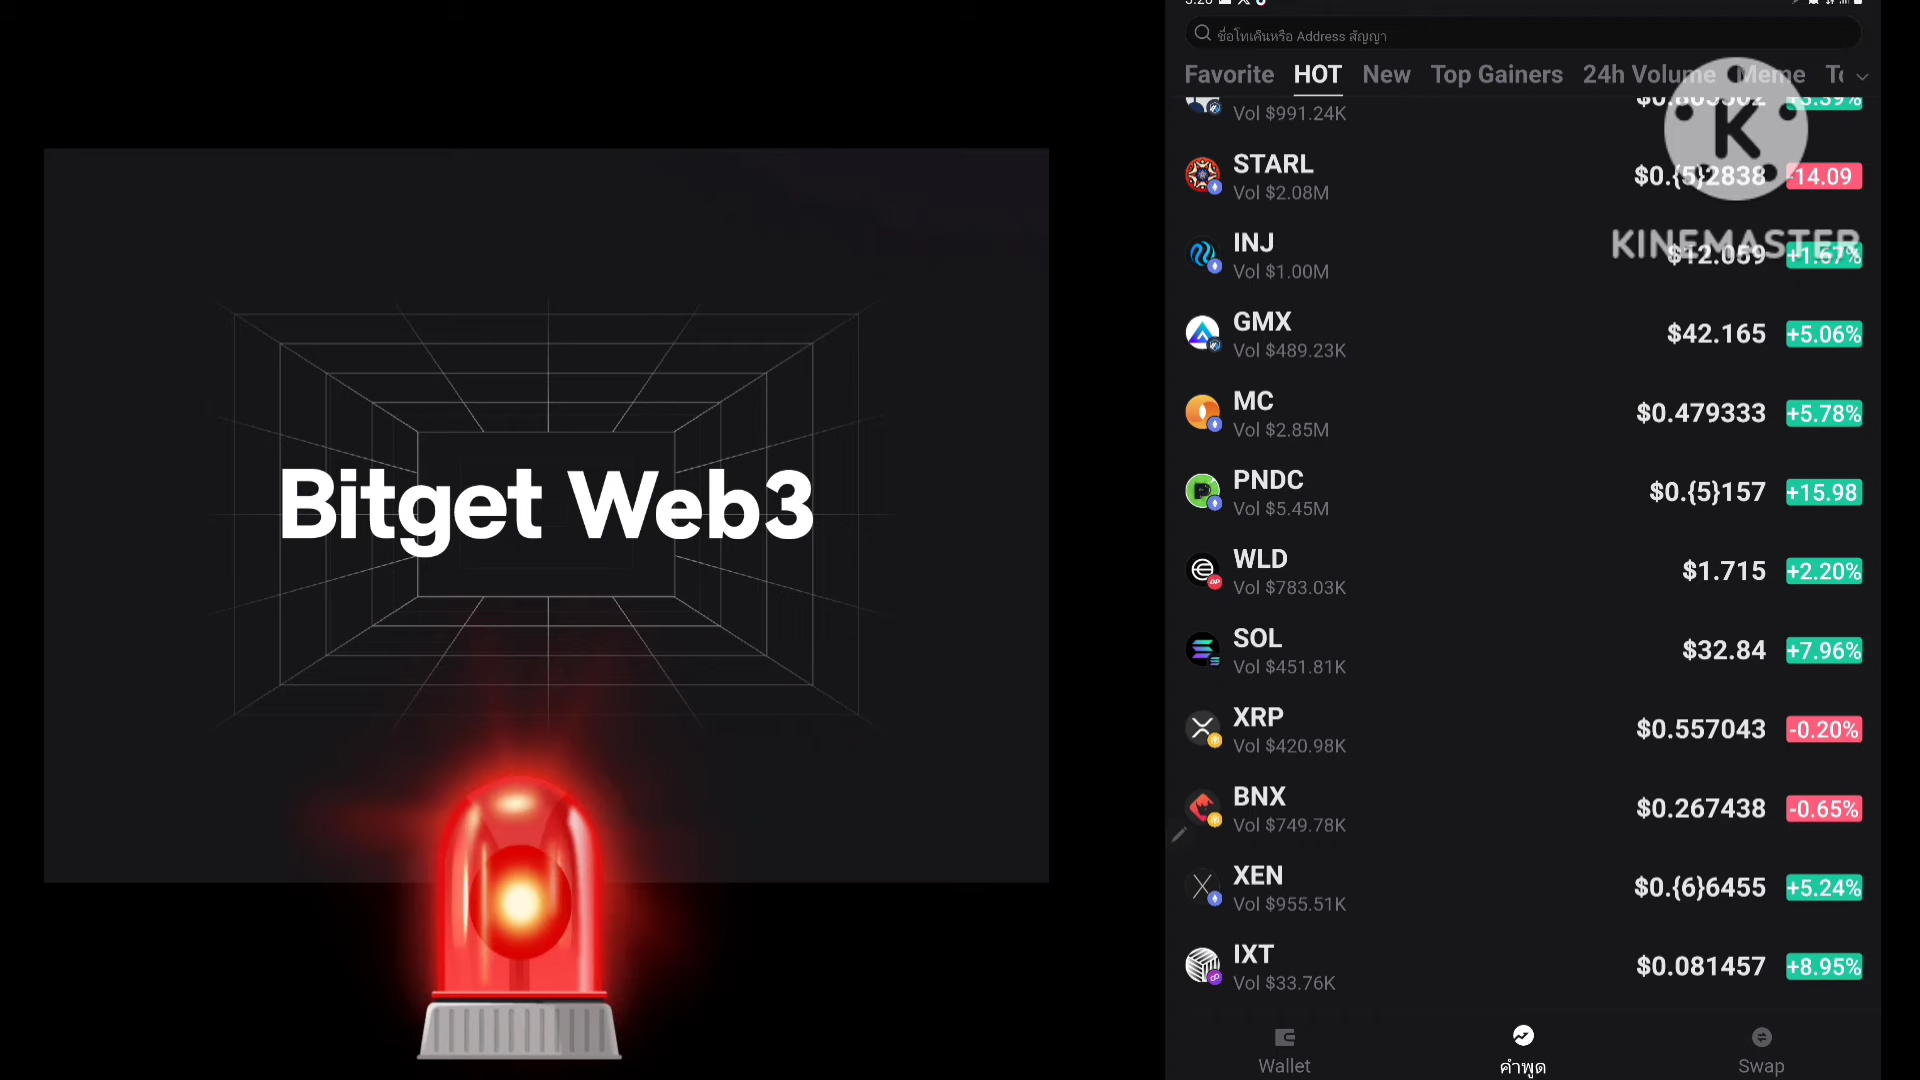 Bitget Web3
ชื่อโทเค็นหรือ Address สัญญา
Favorite HOT New Top Gainers 24h Volume Meme
Vol $991.24K
STARL
Vol $2.08M
$0.{5}2838 -14.09
INJ
Vol $1.00M
$12.059 +1.67%
KINEMASTER
GMX
Vol $489.23K
$42.165 +5.06%
MC
Vol $2.85M
$0.479333 +5.78%
PNDC
Vol $5.45M
$0.{5}157 +15.98
WLD
Vol $783.03K
$1.715 +2.20%
SOL
Vol $451.81K
$32.84 +7.96%
XRP
Vol $420.98K
$0.557043 -0.20%
BNX
Vol $749.78K
$0.267438 -0.65%
XEN
Vol $955.51K
$0.{6}6455 +5.24%
IXT
Vol $33.76K
$0.081457 +8.95%
Wallet คำพูด Swap